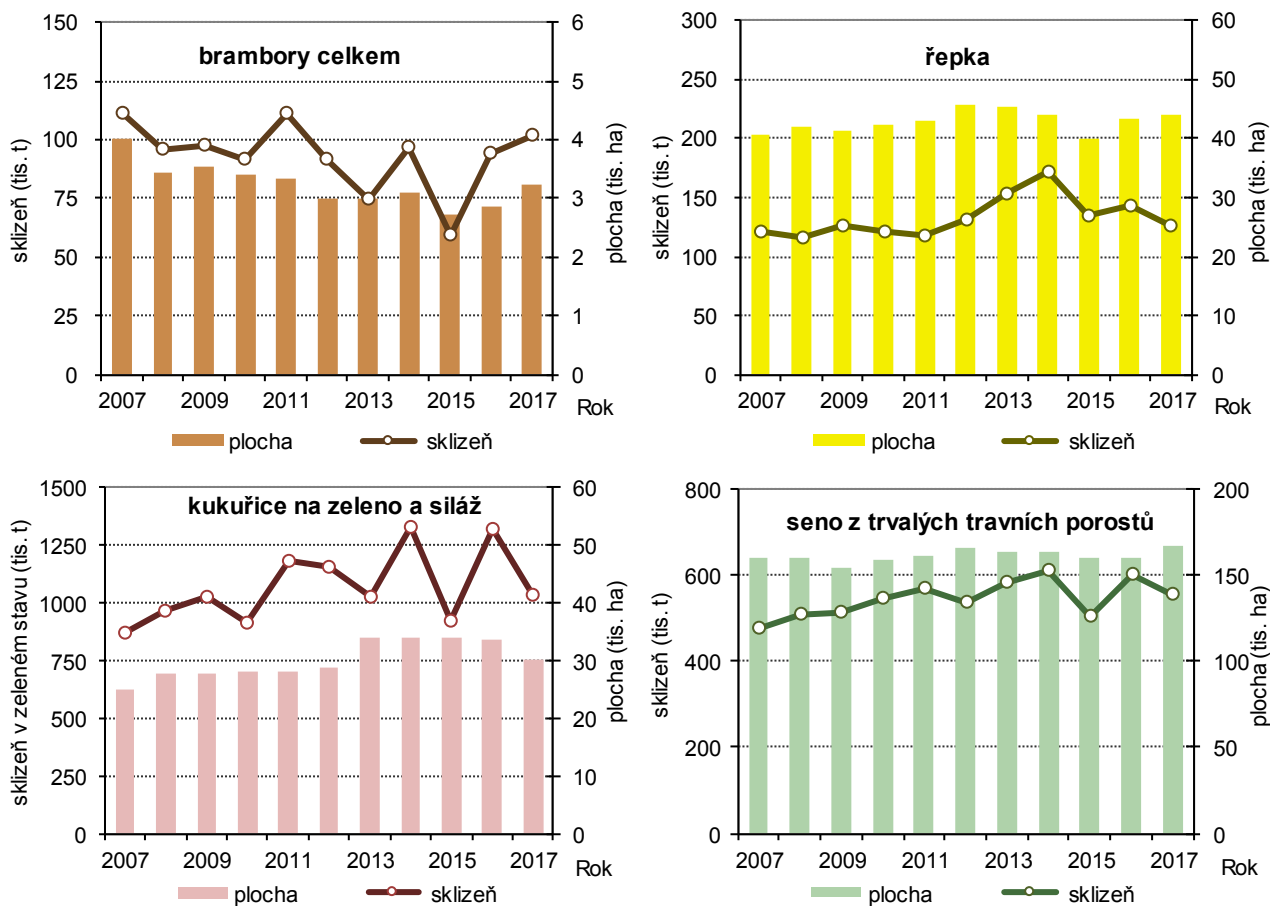 brambory celkem
sklizeň (tis. t)
150
125
100
75
50
25
0
6
5
4
3
2
1
0
plocha (tis. ha)
2007 2009 2011 2013 2015 2017 Rok
plocha sklizeň
řepka
sklizeň (tis. t)
300
250
200
150
100
50
0
60
50
40
30
20
10
0
plocha (tis. ha)
2007 2009 2011 2013 2015 2017 Rok
plocha sklizeň
kukuřice na zeleno a siláž
sklizeň v zeleném stavu (tis. t)
1500
1250
1000
750
500
250
0
60
50
40
30
20
10
0
plocha (tis. ha)
2007 2009 2011 2013 2015 2017 Rok
plocha sklizeň
seno z trvalých travních porostů
sklizeň (tis. t)
800
600
400
200
0
200
150
100
50
0
plocha (tis. ha)
2007 2009 2011 2013 2015 2017 Rok
plocha sklizeň